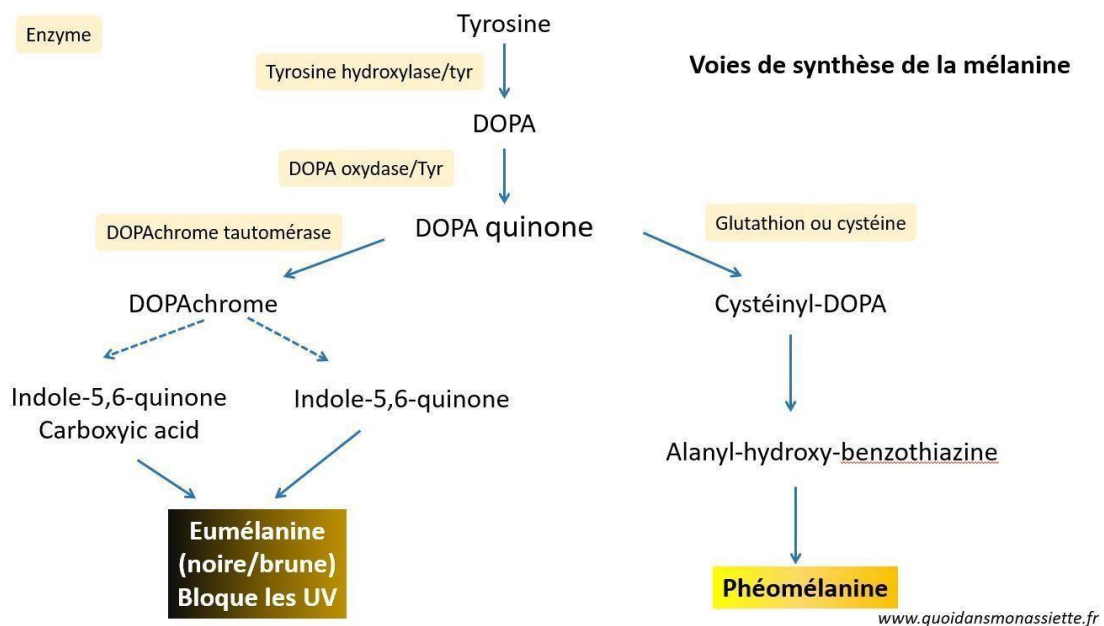 Enzyme
Tyrosine
Voies de synthèse de la mélanine
Tyrosine hydroxylase/tyr
DOPA
DOPA oxydase/Tyr
DOPA quinone
DOPAchrome tautomérase
Glutathion ou cystéine
DOPAchrome
Cystéinyl-DOPA
Indole-5,6-quinone
Carboxyic acid
Indole-5,6-quinone
Alanyl-hydroxy-benzothiazine
Eumélanine
(noire/brune)
Bloque les UV
Phéomélanine
www.quoidansmonassiette.fr